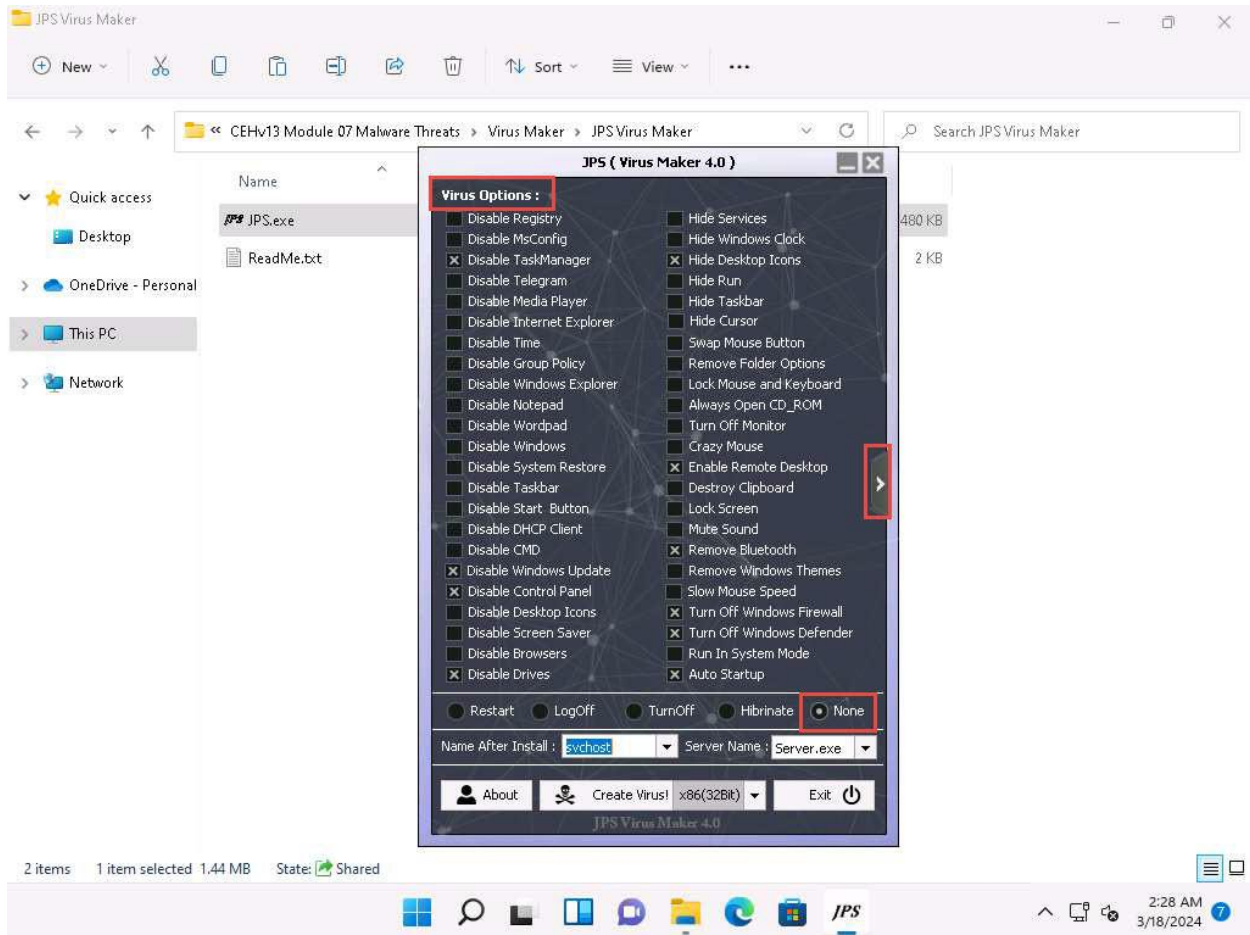 JPS Virus Maker
New
Sort
View
« CEHv13 Module 07 Malware Threats > Virus Maker > JPS Virus Maker
Search JPS Virus Maker
Name
Quick access
Desktop
OneDrive - Personal
This PC
Network
JPS JPS.exe
480 KB
ReadMe.txt
2 KB
JPS ( Virus Maker 4.0 )
Virus Options :
Disable Registry
Disable MsConfig
Disable TaskManager
Disable Telegram
Disable Media Player
Disable Internet Explorer
Disable Time
Disable Group Policy
Disable Windows Explorer
Disable Notepad
Disable Wordpad
Disable Windows
Disable System Restore
Disable Taskbar
Disable Start Button
Disable DHCP Client
Disable CMD
Disable Windows Update
Disable Control Panel
Disable Desktop Icons
Disable Screen Saver
Disable Browsers
Disable Drives
Hide Services
Hide Windows Clock
Hide Desktop Icons
Hide Run
Hide Taskbar
Hide Cursor
Swap Mouse Button
Remove Folder Options
Lock Mouse and Keyboard
Always Open CD_ROM
Turn Off Monitor
Crazy Mouse
Enable Remote Desktop
Destroy Clipboard
Lock Screen
Mute Sound
Remove Bluetooth
Remove Windows Themes
Slow Mouse Speed
Turn Off Windows Firewall
Turn Off Windows Defender
Run In System Mode
Auto Startup
Restart LogOff TurnOff Hibrinate None
Name After Install : svchost Server Name : Server.exe
About Create Virus! x86(32Bit) Exit
JPS Virus Maker 4.0
2 items 1 item selected 1.44 MB State: Shared
JPS
2:28 AM
3/18/2024
7